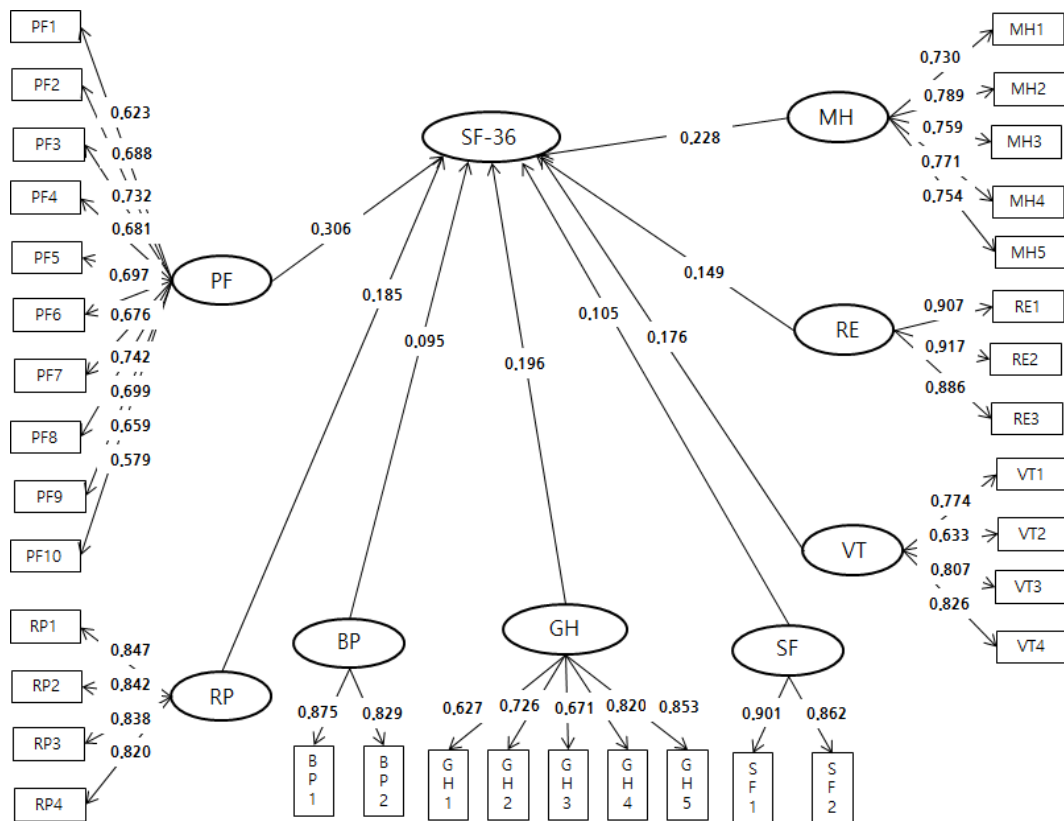 PF1
PF2
PF3
PF4
PF5
PF6
PF7
PF8
PF9
PF10
0,623
0,688
0,732
0,681
0,697
0,676
0,742
0,699
0,659
0,579
PF
0,306
SF-36
0,228
MH
0,730
0,789
0,759
0,771
0,754
MH1
MH2
MH3
MH4
MH5
0,185
0,095
0,196
0,105
0,176
0,149
RE
0,907
0,917
0,886
RE1
RE2
RE3
VT
0,774
0,633
0,807
0,826
VT1
VT2
VT3
VT4
RP1
RP2
RP3
RP4
0,847
0,842
0,838
0,820
RP
BP
0,875
0,829
BP1
BP2
GH
0,627
0,726
0,671
0,820
0,853
GH1
GH2
GH3
GH4
GH5
SF
0,901
0,862
SF1
SF2